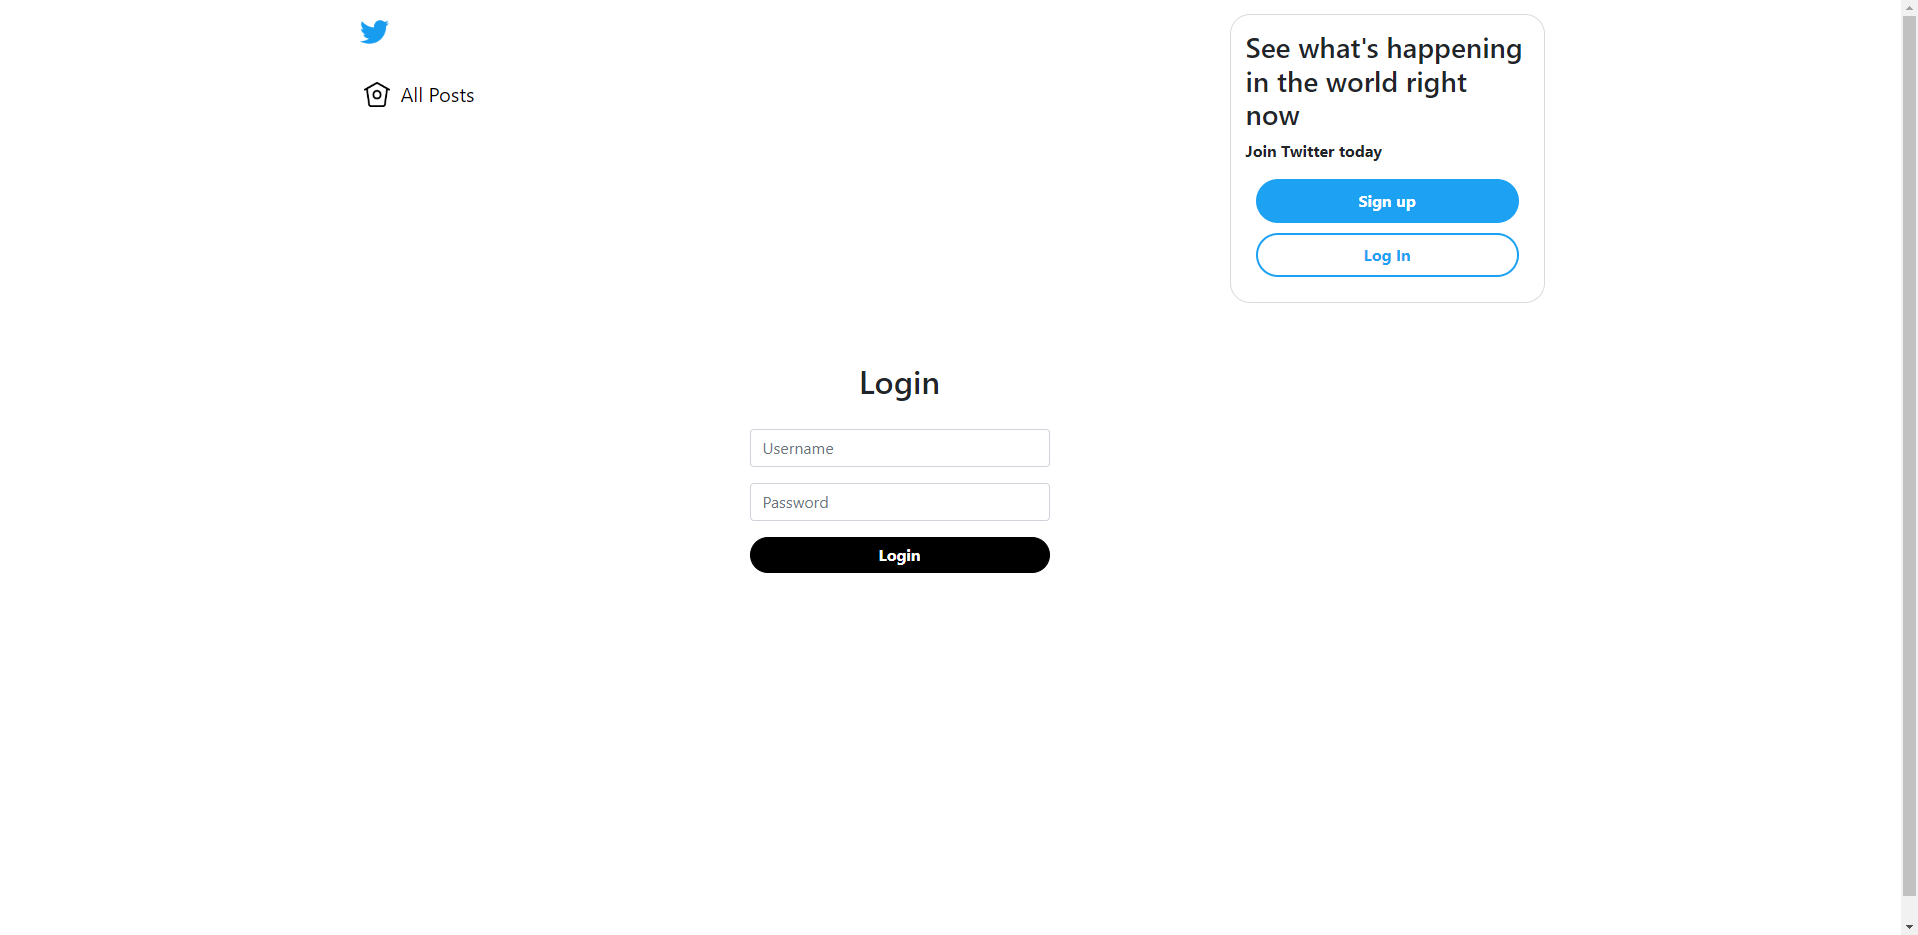 All Posts
See what's happening
in the world right
now
Join Twitter today
Sign up
Log In
Login
Username
Password
Login